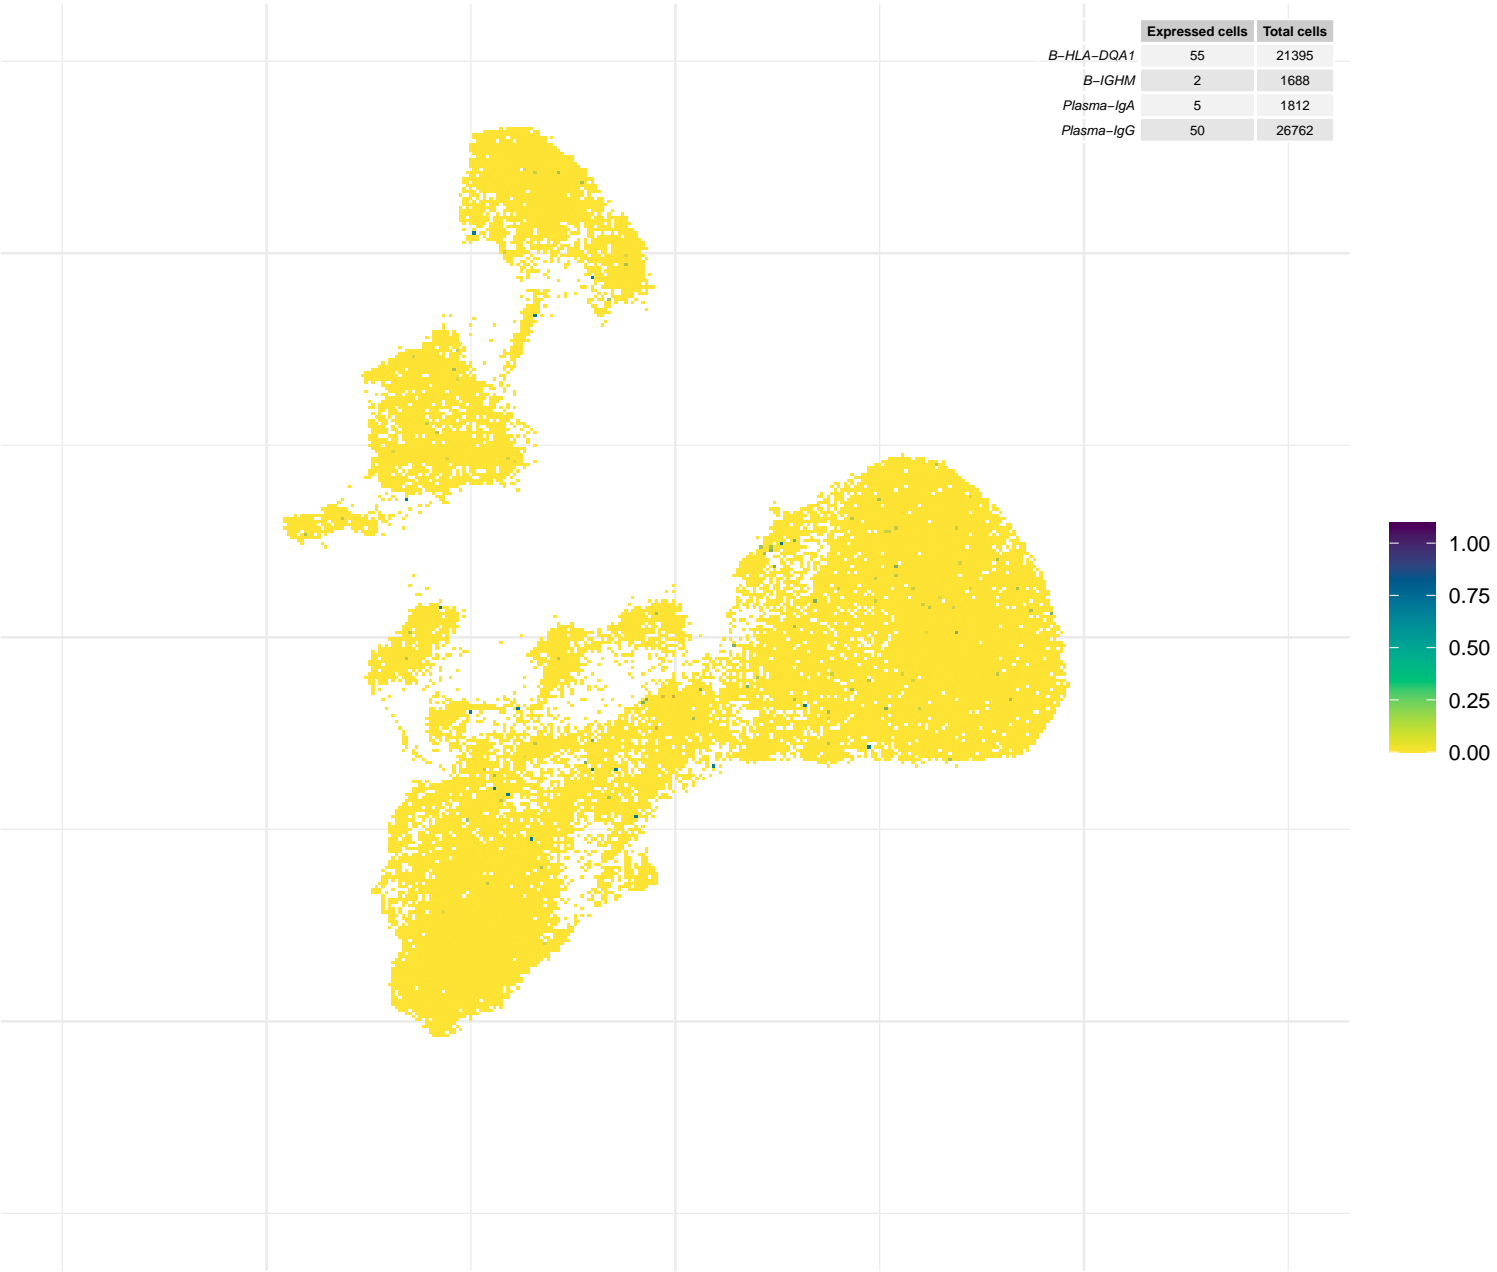 Expressed cells Total cells
B−HLA−DQA1 55 21395
B−IGHM 2 1688
Plasma−IgA 5 1812
Plasma−IgG 50 26762
1.00
0.75
0.50
0.25
0.00